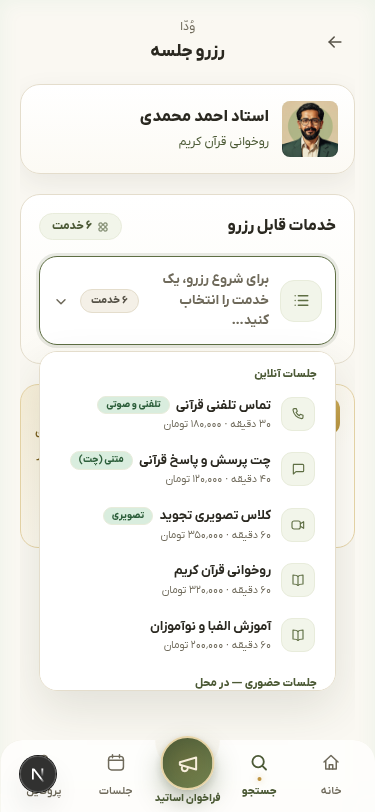 وُدّا
رزرو جلسه
استاد احمد محمدی
روخوانی قرآن کریم
خدمات قابل رزرو
۶ خدمت
برای شروع رزرو، یک
خدمت را انتخاب
کنید...
۶ خدمت
جلسات آنلاین
تماس تلفنی قرآنی
تلفنی و صوتی
۳۰ دقیقه · ۱۸۰,۰۰۰ تومان
چت پرسش و پاسخ قرآنی
متنی (چت)
۴۰ دقیقه · ۱۲۰,۰۰۰ تومان
کلاس تصویری تجوید
تصویری
۶۰ دقیقه · ۳۵۰,۰۰۰ تومان
روخوانی قرآن کریم
۶۰ دقیقه · ۳۲۰,۰۰۰ تومان
آموزش الفبا و نوآموزان
۶۰ دقیقه · ۲۰۰,۰۰۰ تومان
جلسات حضوری — در محل
خانه
جستجو
فراخوان اساتید
جلسات
N